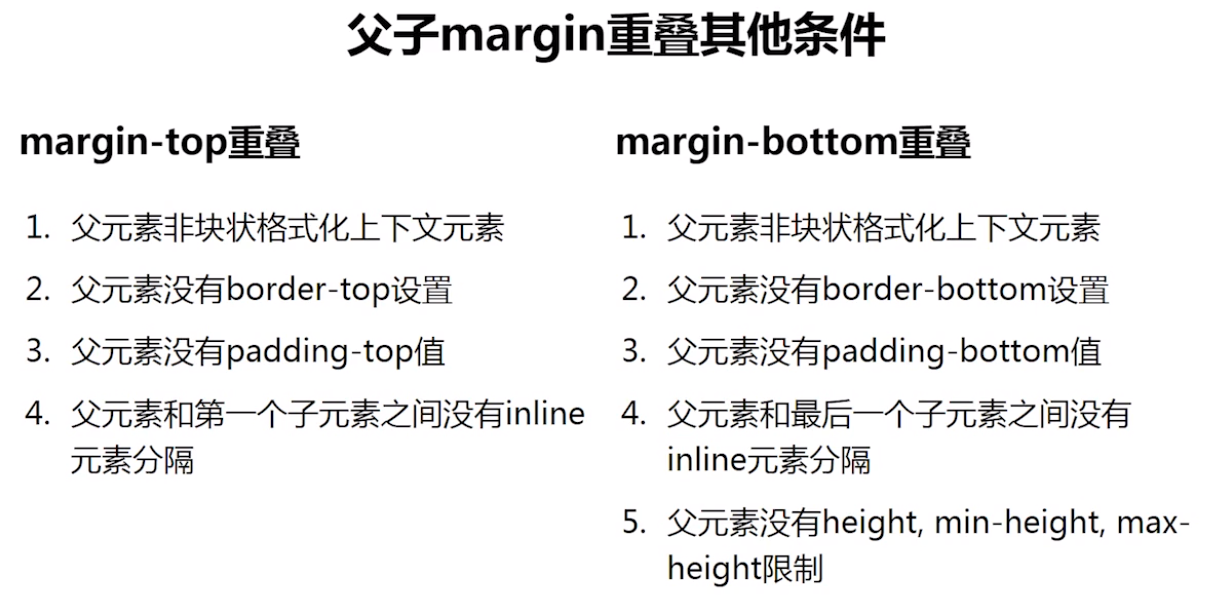 父子margin重叠其他条件
margin-top重叠
1. 父元素非块状格式化上下文元素
2. 父元素没有border-top设置
3. 父元素没有padding-top值
4. 父元素和第一个子元素之间没有inline
元素分隔
margin-bottom重叠
1. 父元素非块状格式化上下文元素
2. 父元素没有border-bottom设置
3. 父元素没有padding-bottom值
4. 父元素和最后一个子元素之间没有
inline元素分隔
5. 父元素没有height, min-height, max-
height限制